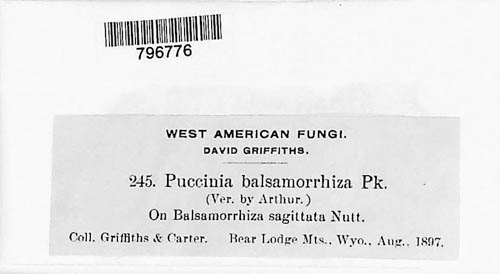 796776
WEST AMERICAN FUNGI.
DAVID GRIFFITHS.
245. Puccinia balsamorrhiza Pk.
(Ver. by Arthur.)
On Balsamorrhiza sagittata Nutt.
Coll. Griffiths & Carter. Bear Lodge Mts., Wyo., Aug., 1897.